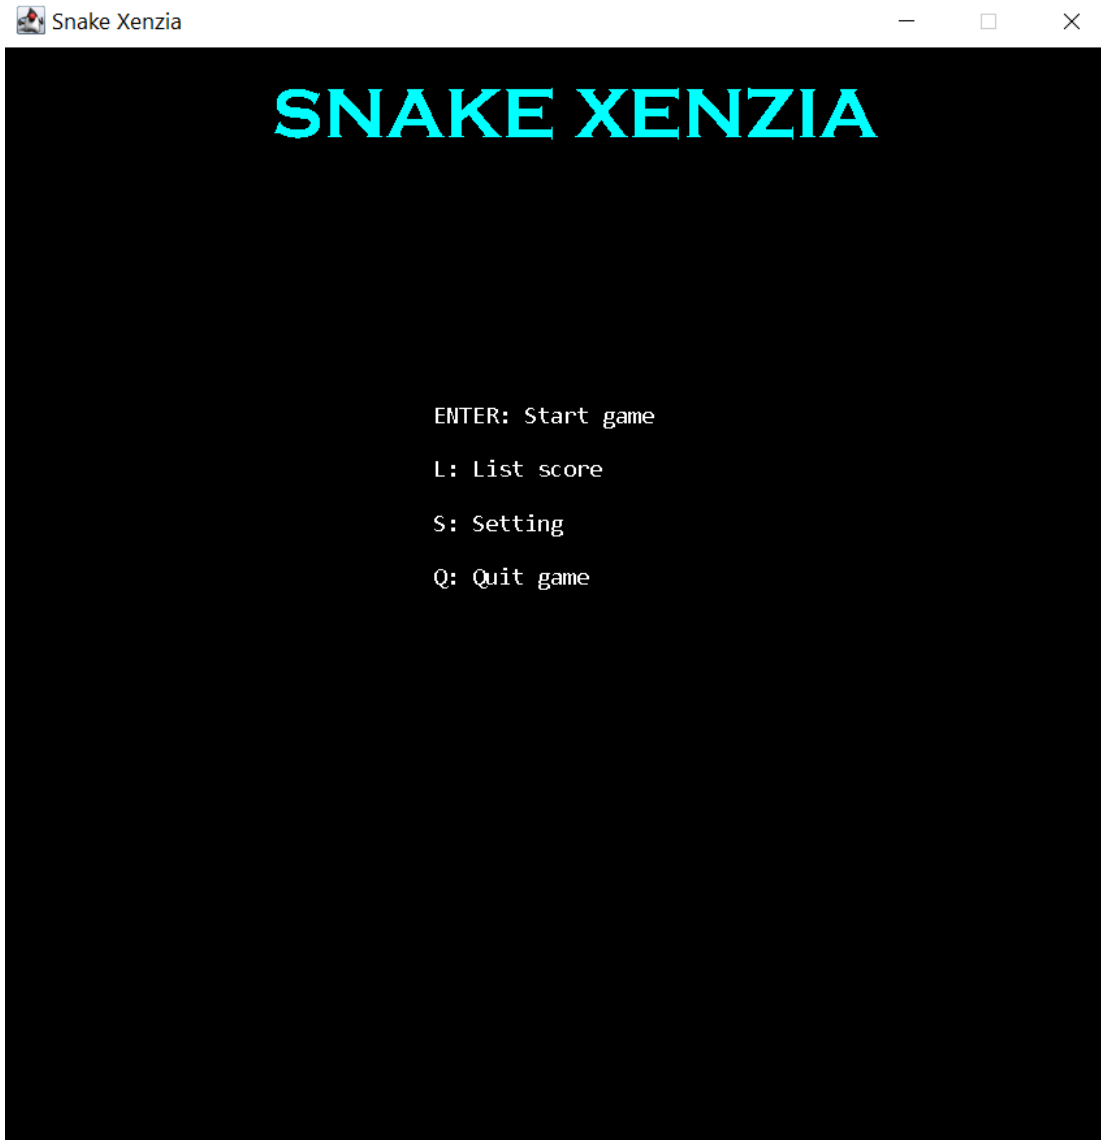 Snake Xenzia
SNAKE XENZIA
ENTER: Start game
L: List score
S: Setting
Q: Quit game